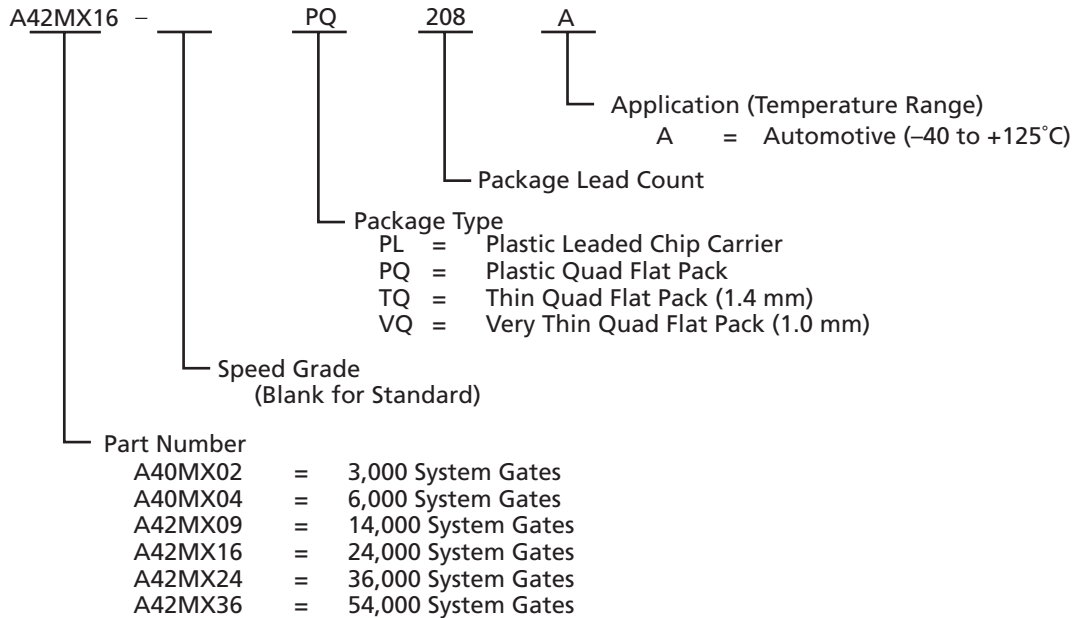 A42MX16 – PQ 208 A
Application (Temperature Range)
A = Automotive (–40 to +125˚C)
Package Lead Count
Package Type
PL = Plastic Leaded Chip Carrier
PQ = Plastic Quad Flat Pack
TQ = Thin Quad Flat Pack (1.4 mm)
VQ = Very Thin Quad Flat Pack (1.0 mm)
Speed Grade
(Blank for Standard)
Part Number
A40MX02 = 3,000 System Gates
A40MX04 = 6,000 System Gates
A42MX09 = 14,000 System Gates
A42MX16 = 24,000 System Gates
A42MX24 = 36,000 System Gates
A42MX36 = 54,000 System Gates